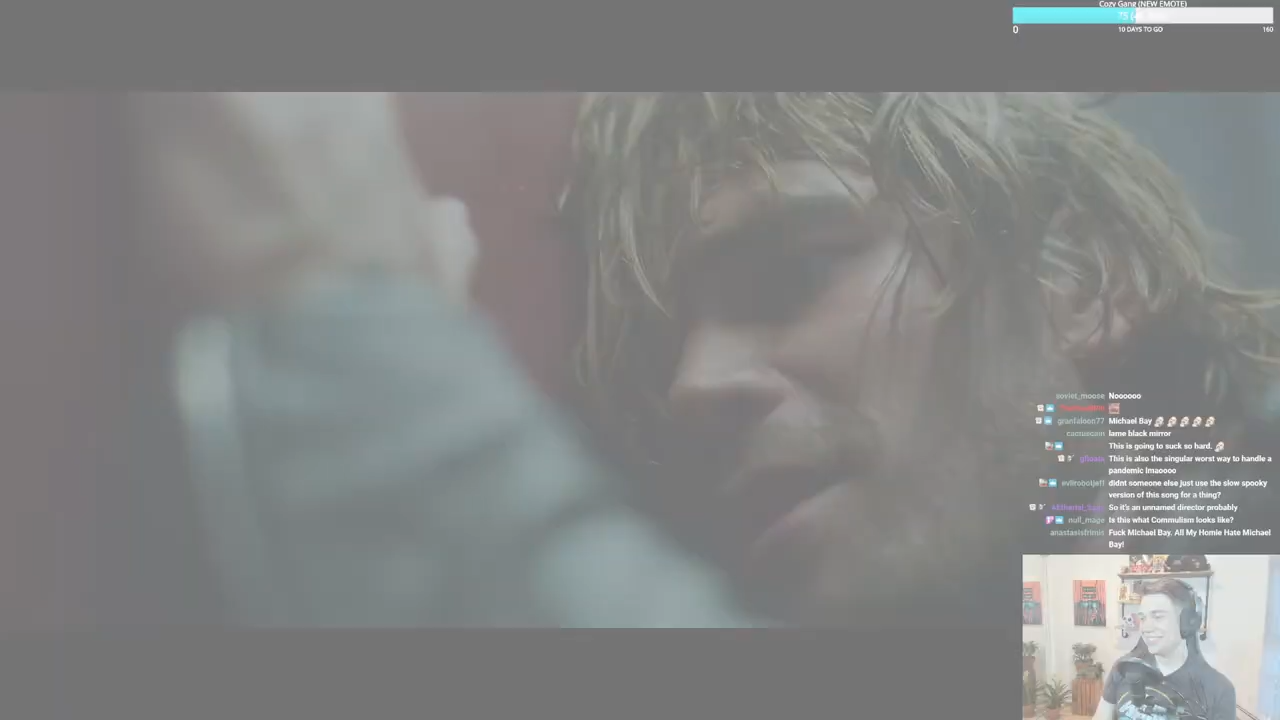 Cozy Gang (NEW EMOTE)
75
0
10 DAYS TO GO
160
soviet_moose Noooooo
grantaloon77 Michael Bay
cacruecain lame black mirror
This is going to suck so hard.
This is also the singular worst way to handle a
pandemic lmaoooo
evilrobotjeff didnt someone else just use the slow spooky
version of this song for a thing?
So it's an unnamed director probably
null_mage Is this what Commulism looks like?
anastasisfrimis Fuck Michael Bay. All My Homie Hate Michael
Bay!